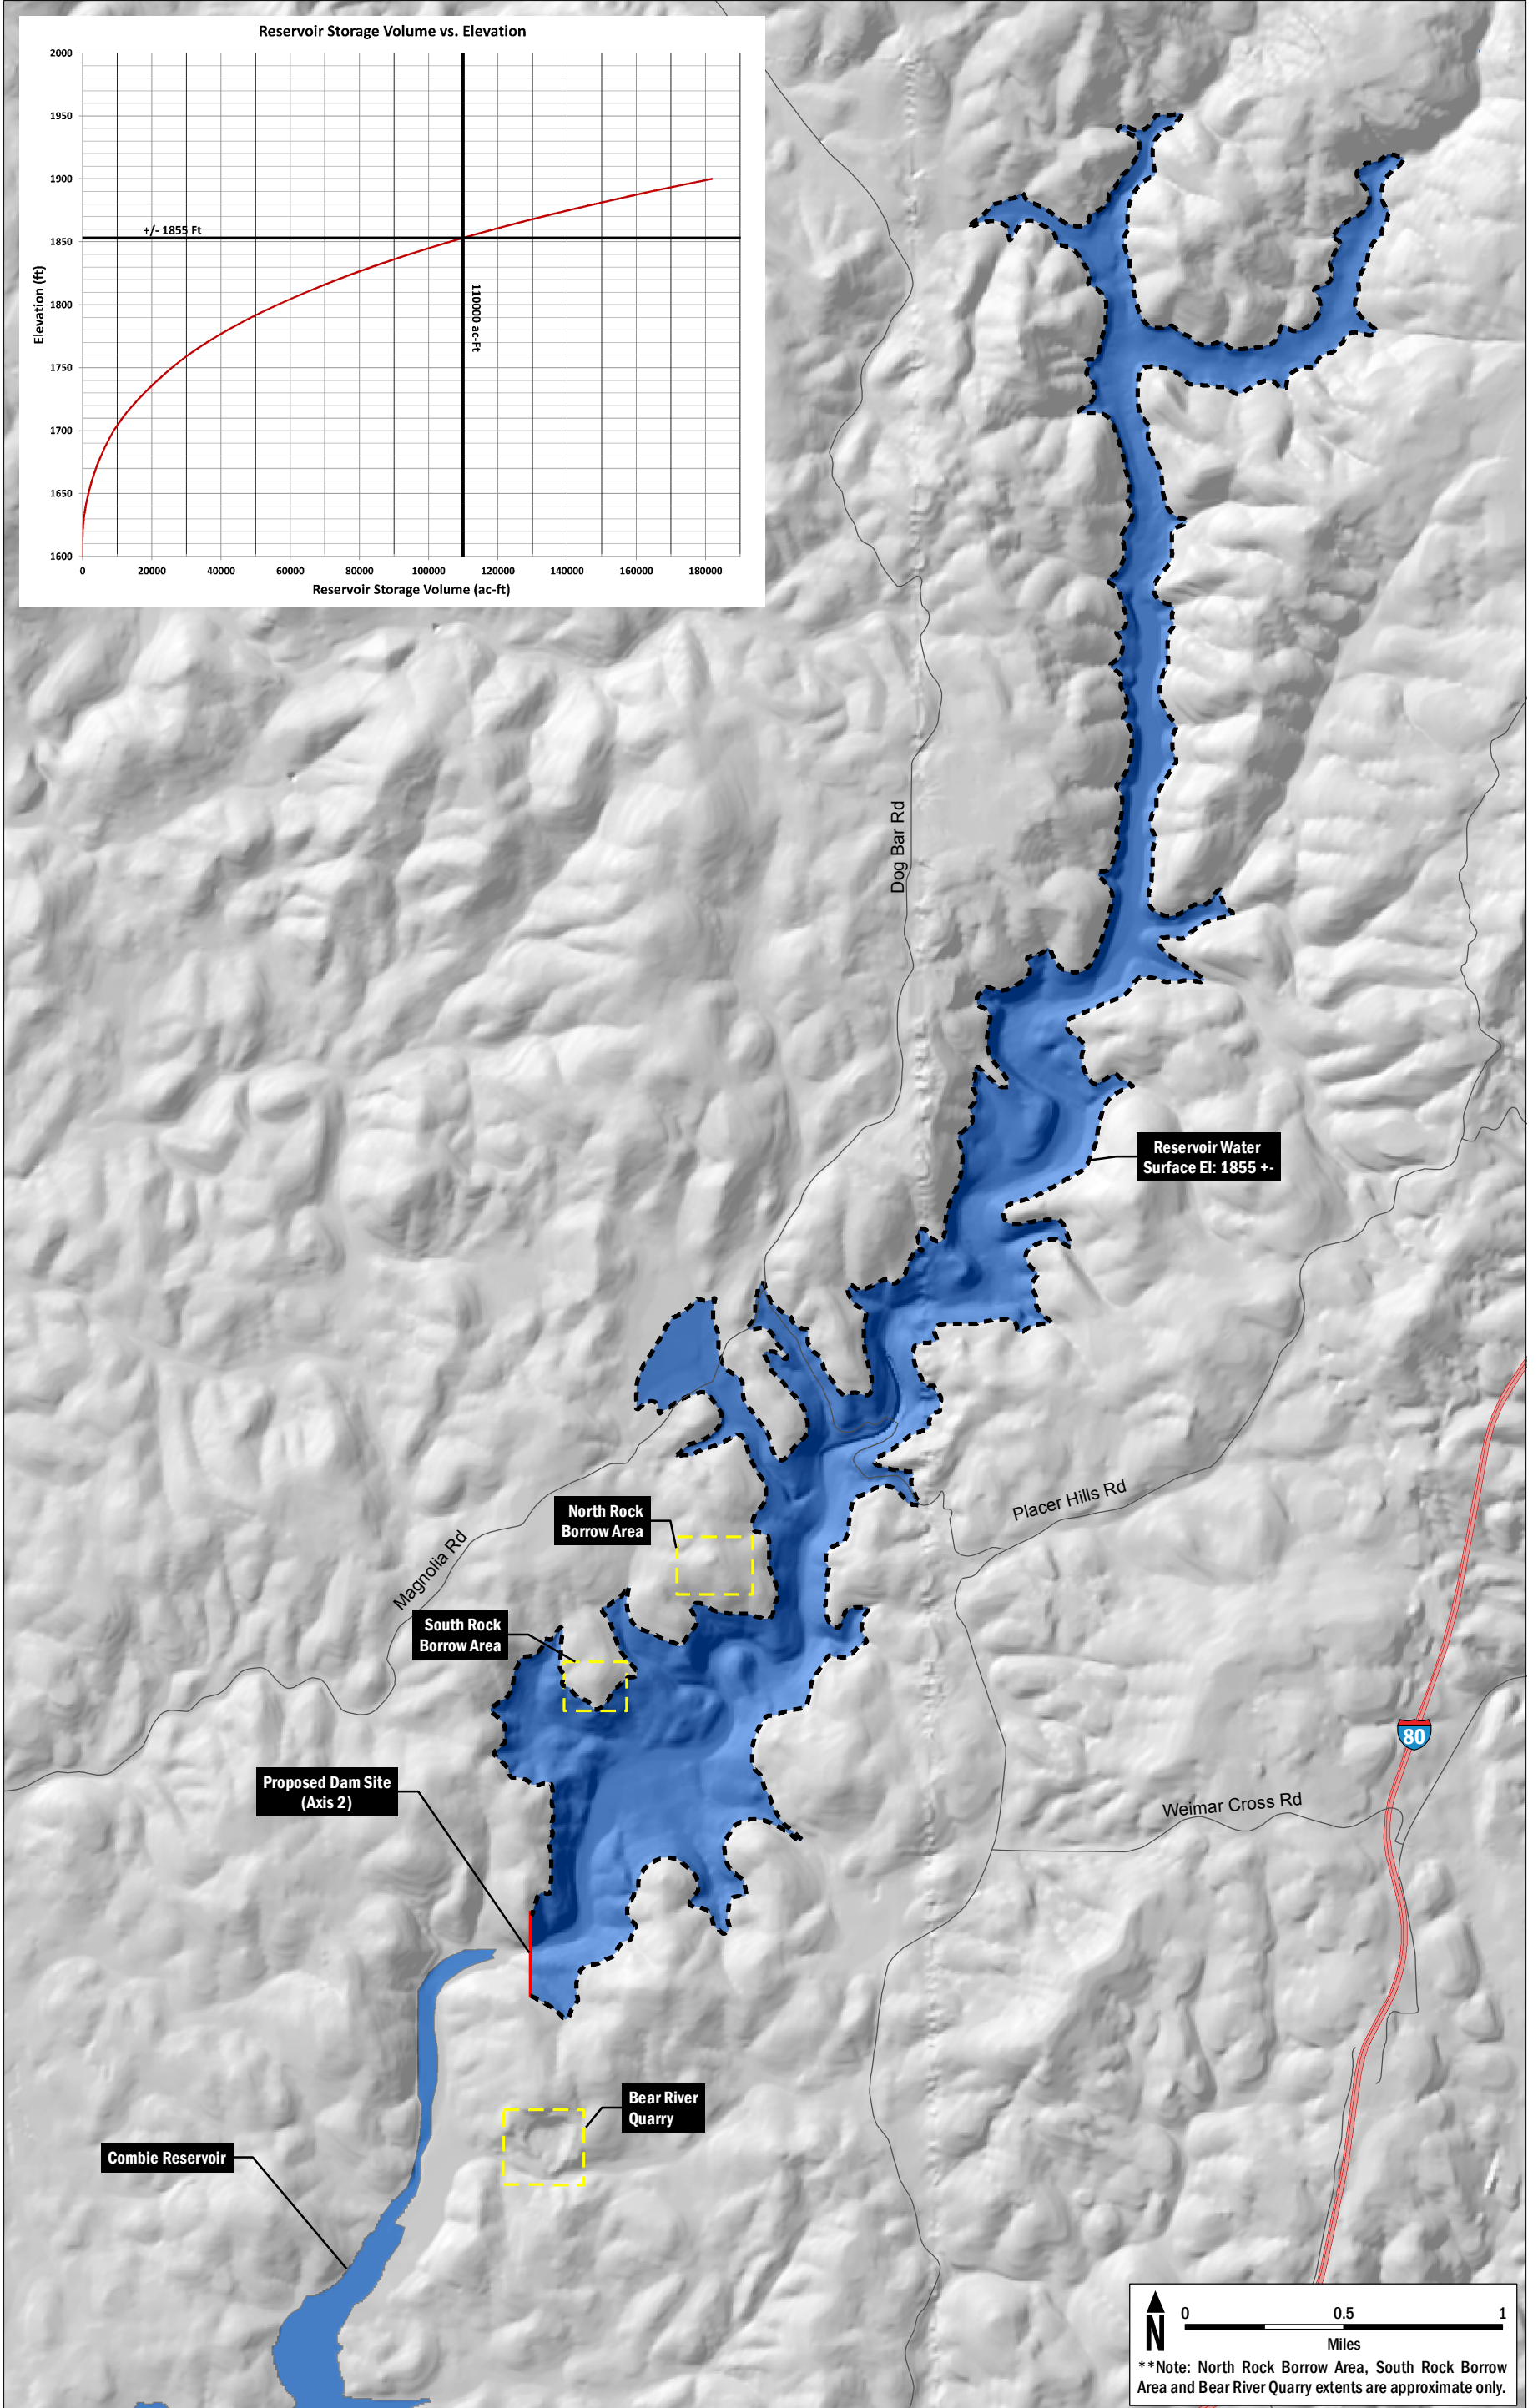 Reservoir Storage Volume vs. Elevation
2000
1950
1900
1850
1800
1750
1700
1650
1600
Elevation (ft)
+/- 1855 Ft
110000 ac-Ft
0 20000 40000 60000 80000 100000 120000 140000 160000 180000
Reservoir Storage Volume (ac-ft)
Dog Bar Rd
Reservoir Water
Surface El: 1855 +-
Placer Hills Rd
North Rock
Borrow Area
Magnolia Rd
South Rock
Borrow Area
80
Proposed Dam Site
(Axis 2)
Weimar Cross Rd
Bear River
Quarry
Combie Reservoir
N
0 0.5 1
Miles
**Note: North Rock Borrow Area, South Rock Borrow
Area and Bear River Quarry extents are approximate only.